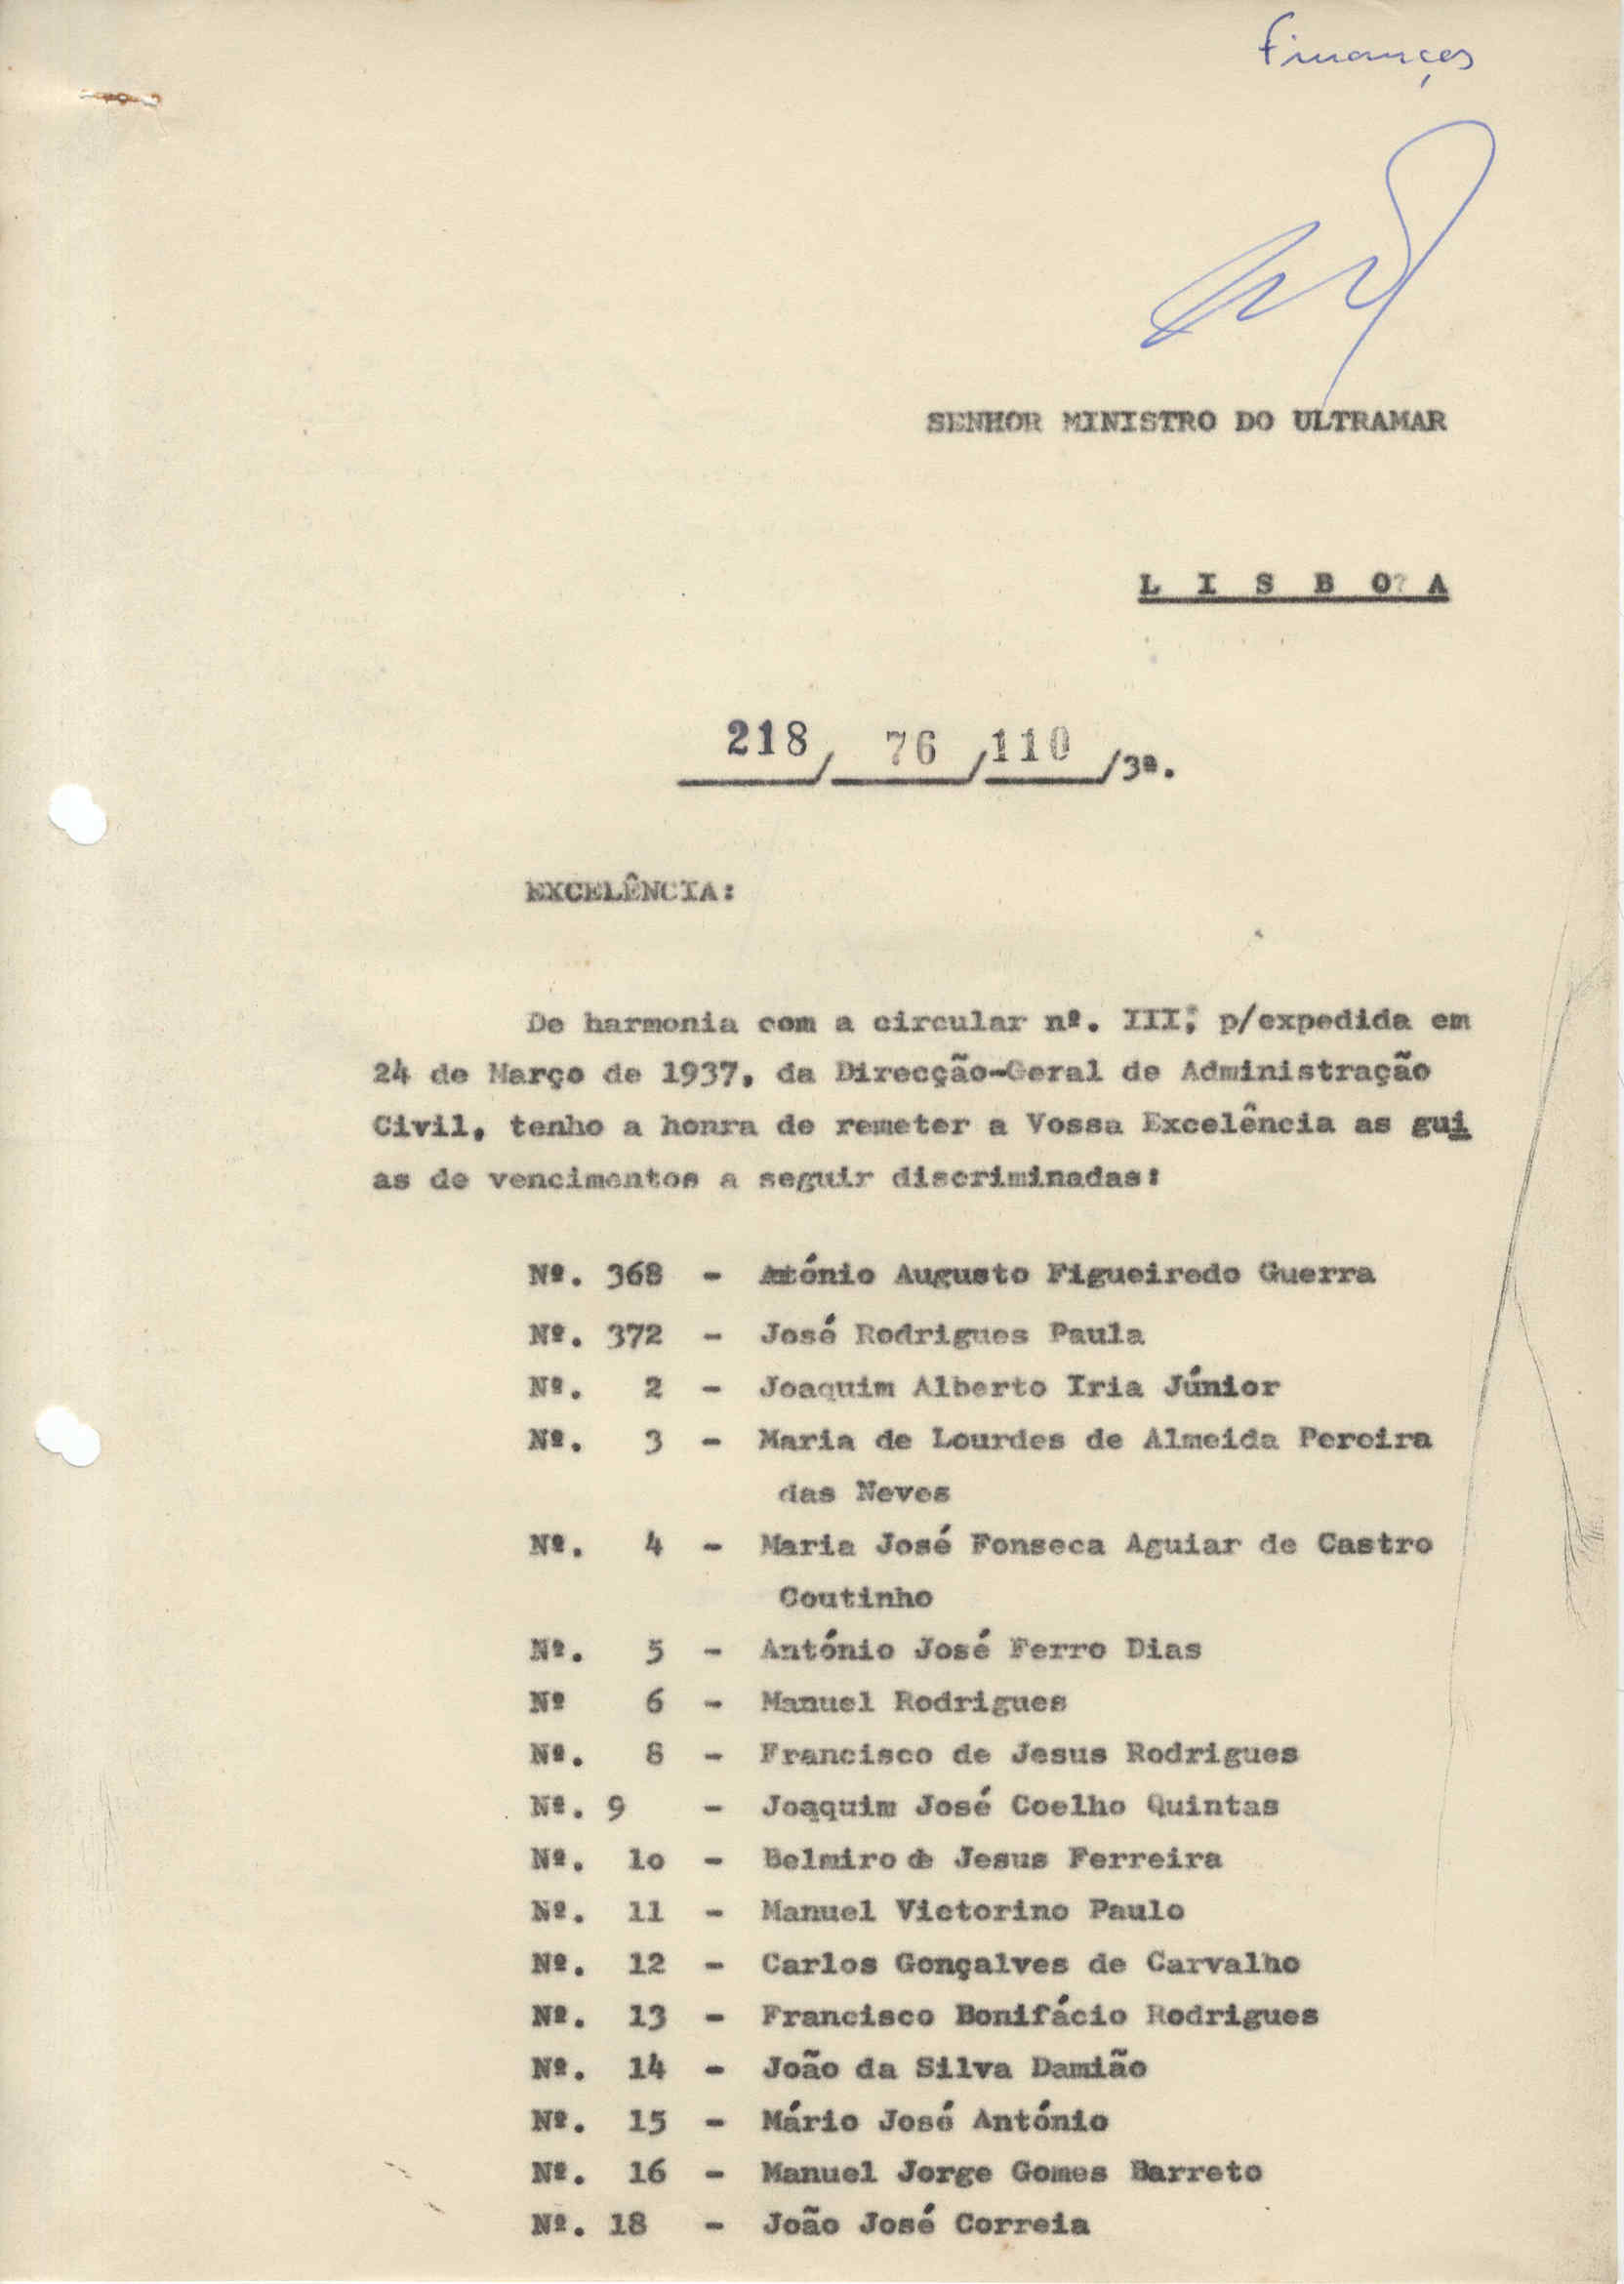 Finanças
SENHOR MINISTRO DO ULTRAMAR
L I S B O A
218/ 76 /110 /3ª.
EXCELÊNCIA:
De harmonia com a circular nº. III, p/expedida em
24 de Março de 1937, da Direcção-Geral de Administração
Civil, tenho a honra de remeter a Vossa Excelência as gui
as de vencimentos a seguir discriminadas:
Nº. 368 - António Augusto Figueiredo Guerra
Nº. 372 - José Rodrigues Paula
Nº. 2 - Joaquim Alberto Iria Júnior
Nº. 3 - Maria de Lourdes de Almeida Pereira
das Neves
Nº. 4 - Maria José Fonseca Aguiar de Castro
Coutinho
Nº. 5 - António José Ferro Dias
Nº 6 - Manuel Rodrigues
Nº. 8 - Francisco de Jesus Rodrigues
Nº. 9 - Joaquim José Coelho Quintas
Nº. 1o - Belmiro de Jesus Ferreira
Nº. 11 - Manuel Victorino Paulo
Nº. 12 - Carlos Gonçalves de Carvalho
Nº. 13 - Francisco Bonifácio Rodrigues
Nº. 14 - João da Silva Damião
Nº. 15 - Mário José António
Nº. 16 - Manuel Jorge Gomes Barreto
Nº. 18 - João José Correia